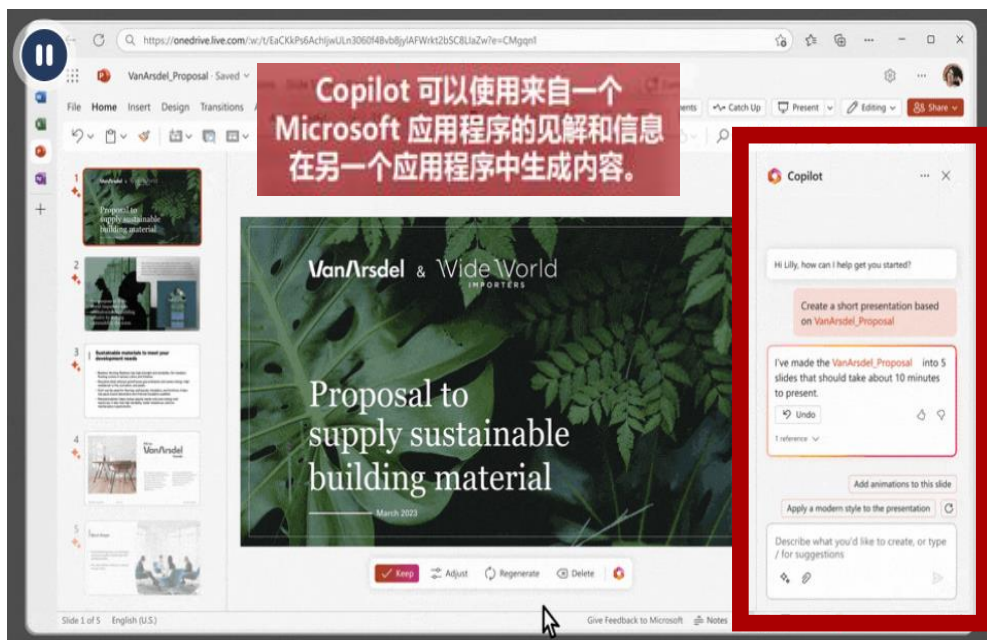 https://onedrive.live.com/:w:/t/EaCKkPs6AchIjwULn3060f4Bvb8jylAFWrkt2bSC8LIaZw?e=CMgqn1
VanArsdel_Proposal · Saved
File Home Insert Design Transitions
Catch Up Present Editing Share
Copilot 可以使用来自一个
Microsoft 应用程序的见解和信息
在另一个应用程序中生成内容。
1
Proposal to
supply sustainable
building material
2
3
Sustainable materials to meet your
development needs
4
VanArsdel
5
VanArsdel & Wide World
IMPORTERS
Proposal to
supply sustainable
building material
March 2023
Keep Adjust Regenerate Delete
Copilot
Hi Lilly, how can I help get you started?
Create a short presentation based
on VanArsdel_Proposal
I've made the VanArsdel_Proposal into 5
slides that should take about 10 minutes
to present.
Undo
1 reference
Add animations to this slide
Apply a modern style to the presentation
Describe what you'd like to create, or type
/ for suggestions
Slide 1 of 5 English (U.S.)
Give Feedback to Microsoft Notes